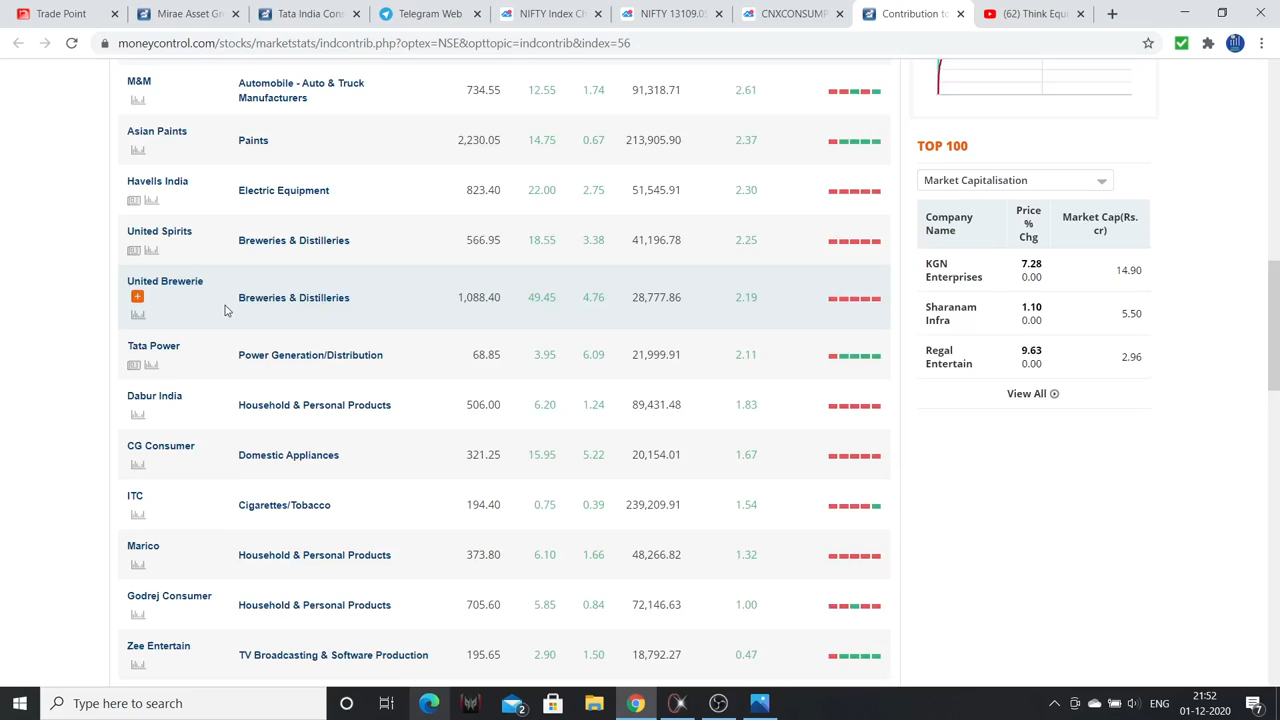 Trade Point
Mirae Asset Gr
Tata India Cons
Telegram Web
NIFTY Index Ch
NIFTY 13109.05
CNXCONSUMP
Contribution to
(62) Think Equ
moneycontrol.com/stocks/marketstats/indcontrib.php?optex=NSE&opttopic=indcontrib&index=56
M&M Automobile - Auto & Truck Manufacturers 734.55 12.55 1.74 91,318.71 2.61
Asian Paints Paints 2,230.05 14.75 0.67 213,905.90 2.37
Havells India Electric Equipment 823.40 22.00 2.75 51,545.91 2.30
United Spirits Breweries & Distilleries 566.95 18.55 3.38 41,196.78 2.25
United Brewerie Breweries & Distilleries 1,088.40 49.45 4.76 28,777.86 2.19
Tata Power Power Generation/Distribution 68.85 3.95 6.09 21,999.91 2.11
Dabur India Household & Personal Products 506.00 6.20 1.24 89,431.48 1.83
CG Consumer Domestic Appliances 321.25 15.95 5.22 20,154.01 1.67
ITC Cigarettes/Tobacco 194.40 0.75 0.39 239,209.91 1.54
Marico Household & Personal Products 373.80 6.10 1.66 48,266.82 1.32
Godrej Consumer Household & Personal Products 705.60 5.85 0.84 72,146.63 1.00
Zee Entertain TV Broadcasting & Software Production 195.65 2.90 1.50 18,792.27 0.47
TOP 100
Market Capitalisation
Company Name Price % Chg Market Cap(Rs. cr)
KGN Enterprises 7.28 0.00 14.90
Sharanam Infra 1.10 0.00 5.50
Regal Entertain 9.63 0.00 2.96
View All
Type here to search
2
ENG
21:52
01-12-2020
7